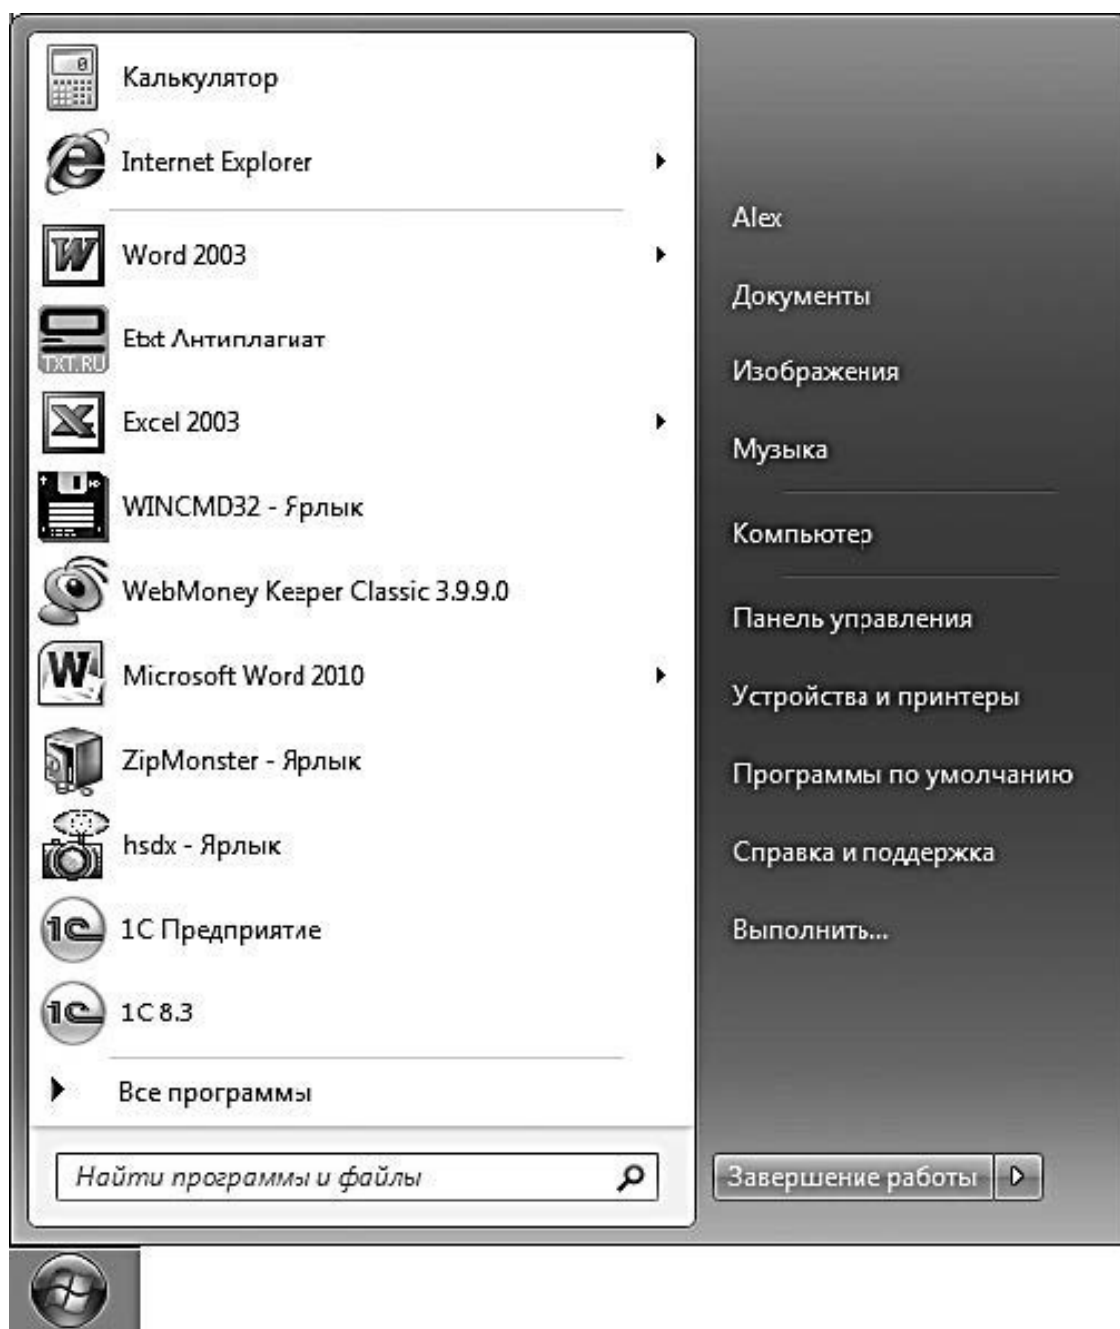 Калькулятор
Internet Explorer
Word 2003
TXT.RU
Etxt Антиплагиат
Excel 2003
WINCMD32 - Ярлык
WebMoney Keeper Classic 3.9.9.0
Microsoft Word 2010
ZipMonster - Ярлык
hsdx - Ярлык
1С Предприятие
1С 8.3
Все программы
Найти программы и файлы
Alex
Документы
Изображения
Музыка
Компьютер
Панель управления
Устройства и принтеры
Программы по умолчанию
Справка и поддержка
Выполнить...
Завершение работы